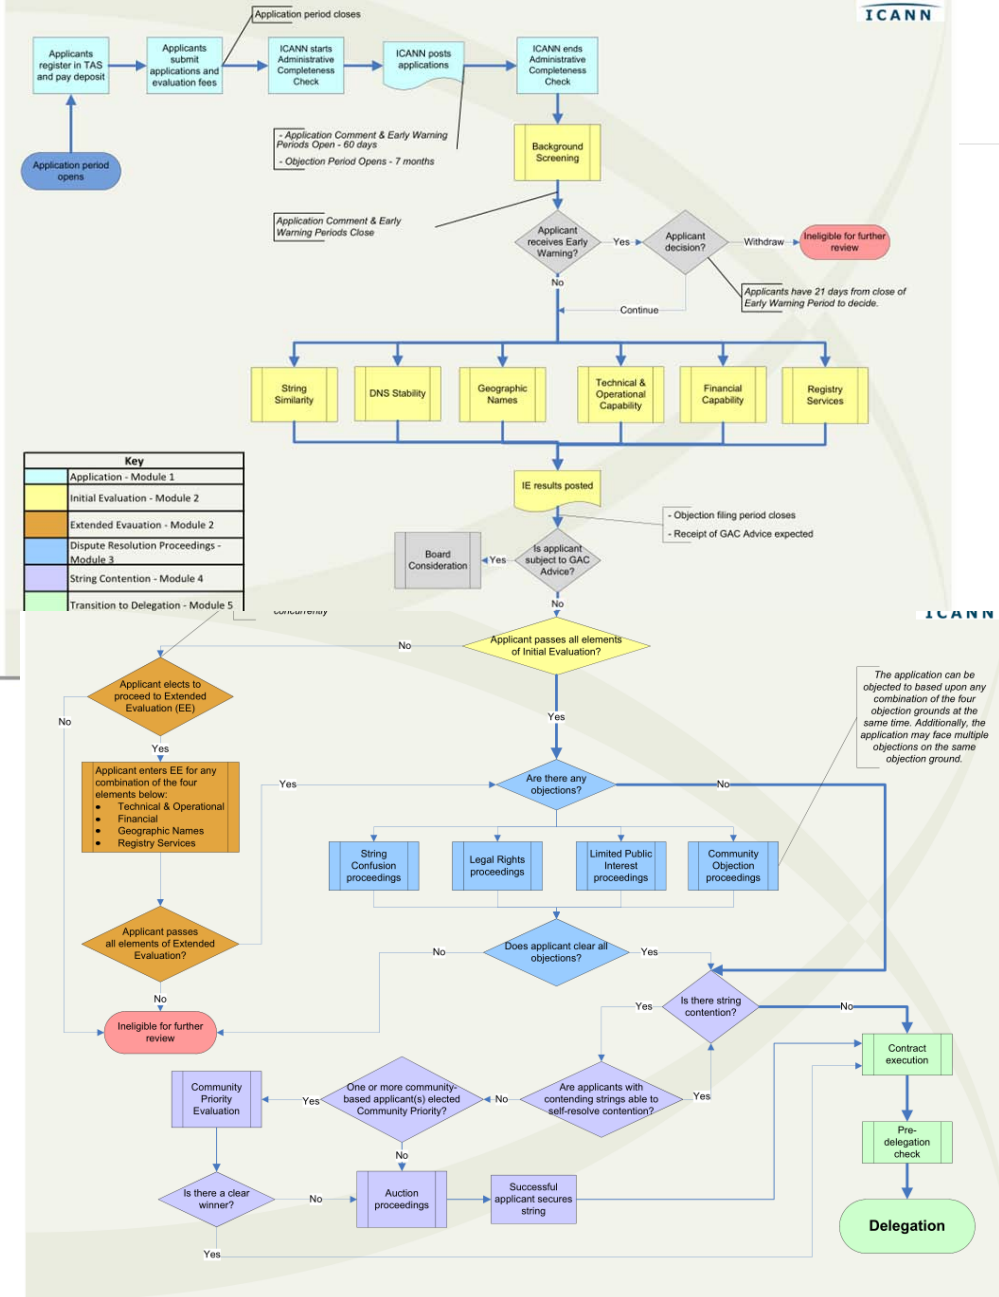 Application period closes
ICANN
Applicants
register in TAS
and pay deposit
Applicants
submit
applications and
evaluation fees
ICANN starts
Administrative
Completeness
Check
ICANN posts
applications
ICANN ends
Administrative
Completeness
Check
- Application Comment & Early Warning
Periods Open - 60 days
- Objection Period Opens - 7 months
Background
Screening
Application period
opens
Application Comment & Early
Warning Periods Close
Applicant
receives Early
Warning?
Yes
Applicant
decision?
Withdraw
Ineligible for further
review
No
Applicants have 21 days from close of
Early Warning Period to decide.
Continue
String
Similarity
DNS Stability
Geographic
Names
Technical &
Operational
Capability
Financial
Capability
Registry
Services
Key
Application - Module 1
Initial Evaluation - Module 2
Extended Evauation - Module 2
Dispute Resolution Proceedings -
Module 3
String Contention - Module 4
Transition to Delegation - Module 5
IE results posted
- Objection filing period closes
- Receipt of GAC Advice expected
Board
Consideration
Yes
Is applicant
subject to GAC
Advice?
No
concurrently
ICANN
No
Applicant passes all elements
of Initial Evaluation?
Applicant elects to
proceed to Extended
Evaluation (EE)
No
Yes
Yes
The application can be
objected to based upon any
combination of the four
objection grounds at the
same time. Additionally, the
application may face multiple
objections on the same
objection ground.
Applicant enters EE for any
combination of the four
elements below:
● Technical & Operational
● Financial
● Geographic Names
● Registry Services
Yes
Are there any
objections?
No
String
Confusion
proceedings
Legal Rights
proceedings
Limited Public
Interest
proceedings
Community
Objection
proceedings
Applicant passes
all elements of Extended
Evaluation?
No
Does applicant clear all
objections?
Yes
No
Ineligible for further
review
Yes
Is there string
contention?
No
Contract
execution
Community
Priority
Evaluation
Yes
One or more community-
based applicant(s) elected
Community Priority?
No
Are applicants with
contending strings able to
self-resolve contention?
Yes
Pre-
delegation
check
No
Is there a clear
winner?
No
Auction
proceedings
Successful
applicant secures
string
Delegation
Yes